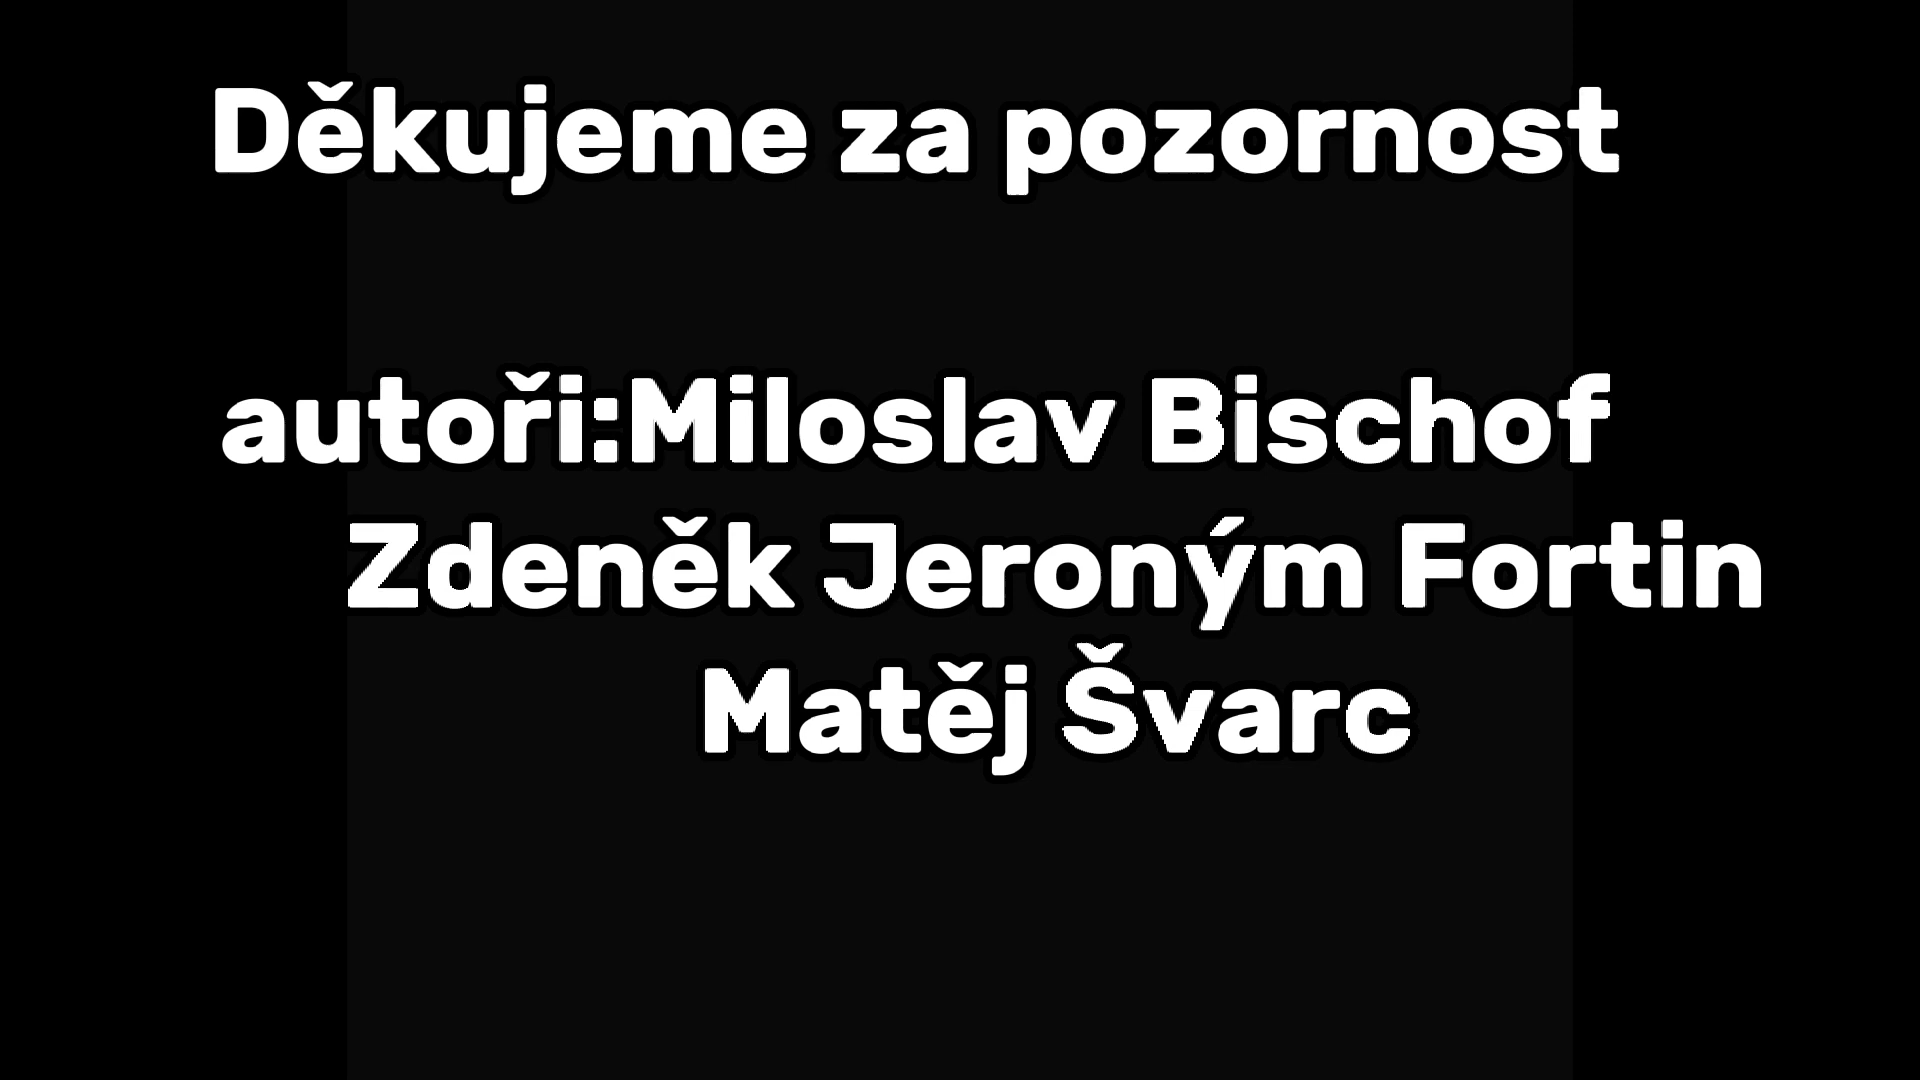 Děkujeme za pozornost
autoři:Miloslav Bischof
Zdeněk Jeroným Fortin
Matěj Švarc